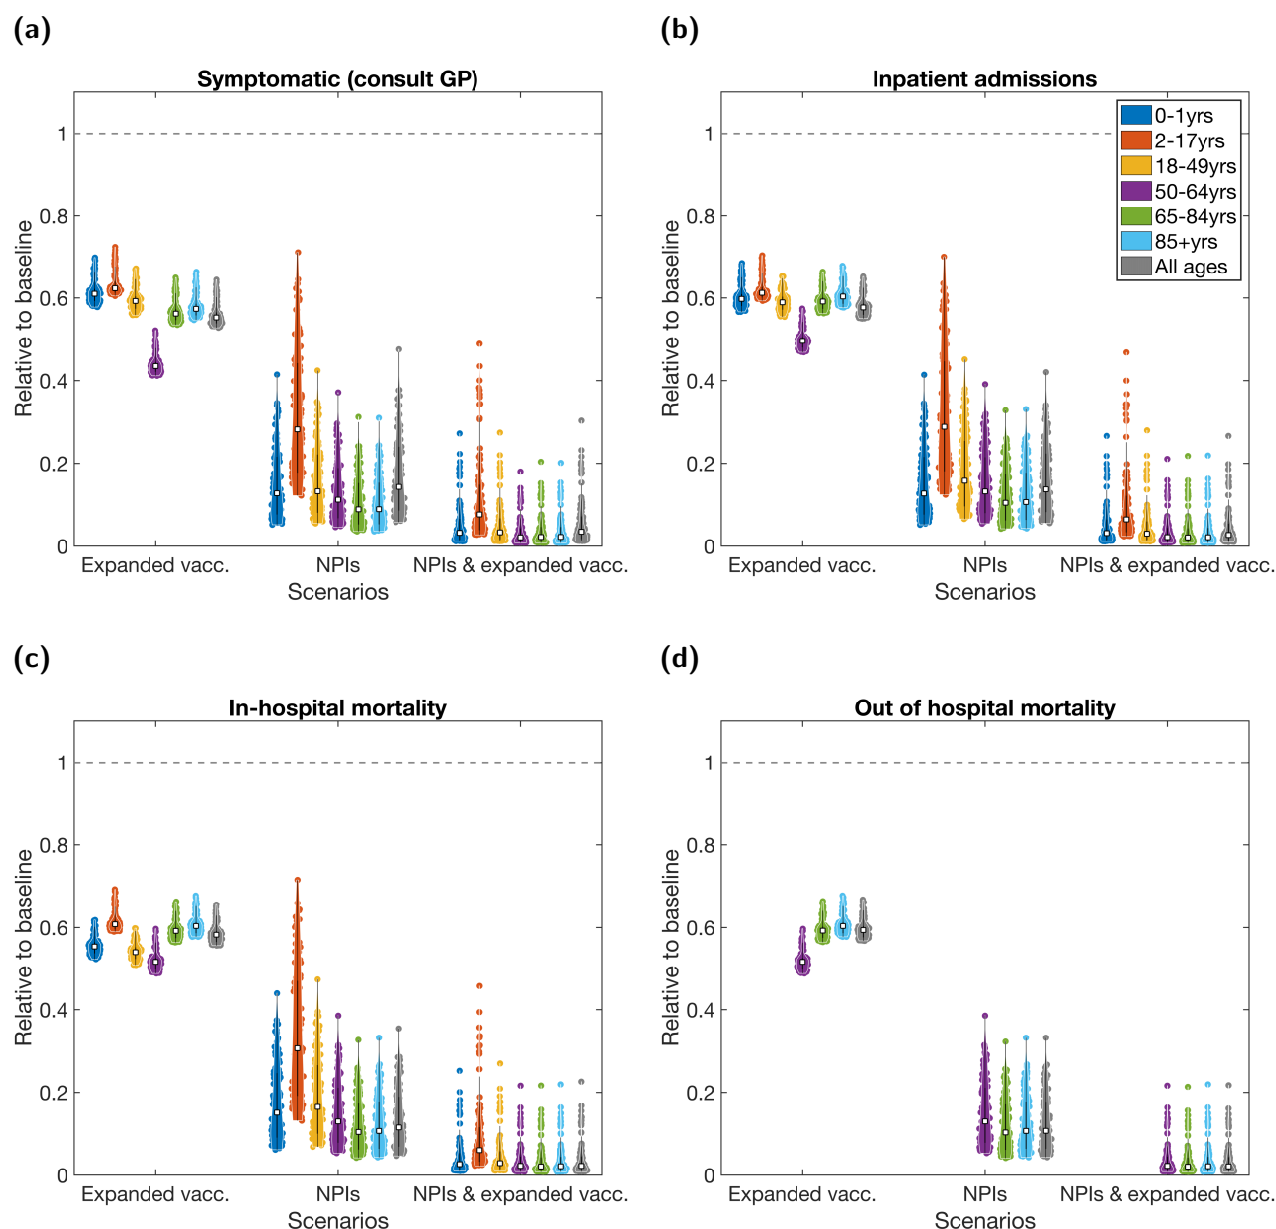 (a)
Symptomatic (consult GP)
Relative to baseline
1
0.8
0.6
0.4
0.2
0
Expanded vacc.
NPIs
NPIs & expanded vacc.
Scenarios
(b)
Inpatient admissions
Relative to baseline
1
0.8
0.6
0.4
0.2
0
0-1yrs
2-17yrs
18-49yrs
50-64yrs
65-84yrs
85+yrs
All ages
Expanded vacc.
NPIs
NPIs & expanded vacc.
Scenarios
(c)
In-hospital mortality
Relative to baseline
1
0.8
0.6
0.4
0.2
0
Expanded vacc.
NPIs
NPIs & expanded vacc.
Scenarios
(d)
Out of hospital mortality
Relative to baseline
1
0.8
0.6
0.4
0.2
0
Expanded vacc.
NPIs
NPIs & expanded vacc.
Scenarios